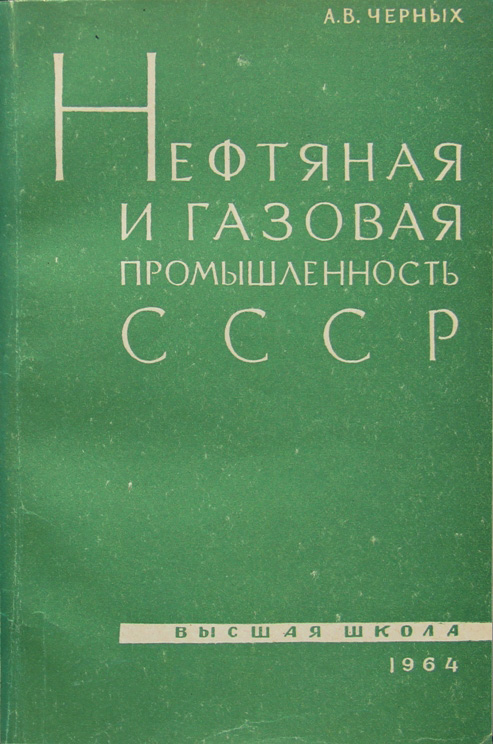 А.В. ЧЕРНЫХ
НЕФТЯНАЯ
И ГАЗОВАЯ
ПРОМЫШЛЕННОСТЬ
СССР
ВЫСШАЯ ШКОЛА
1964